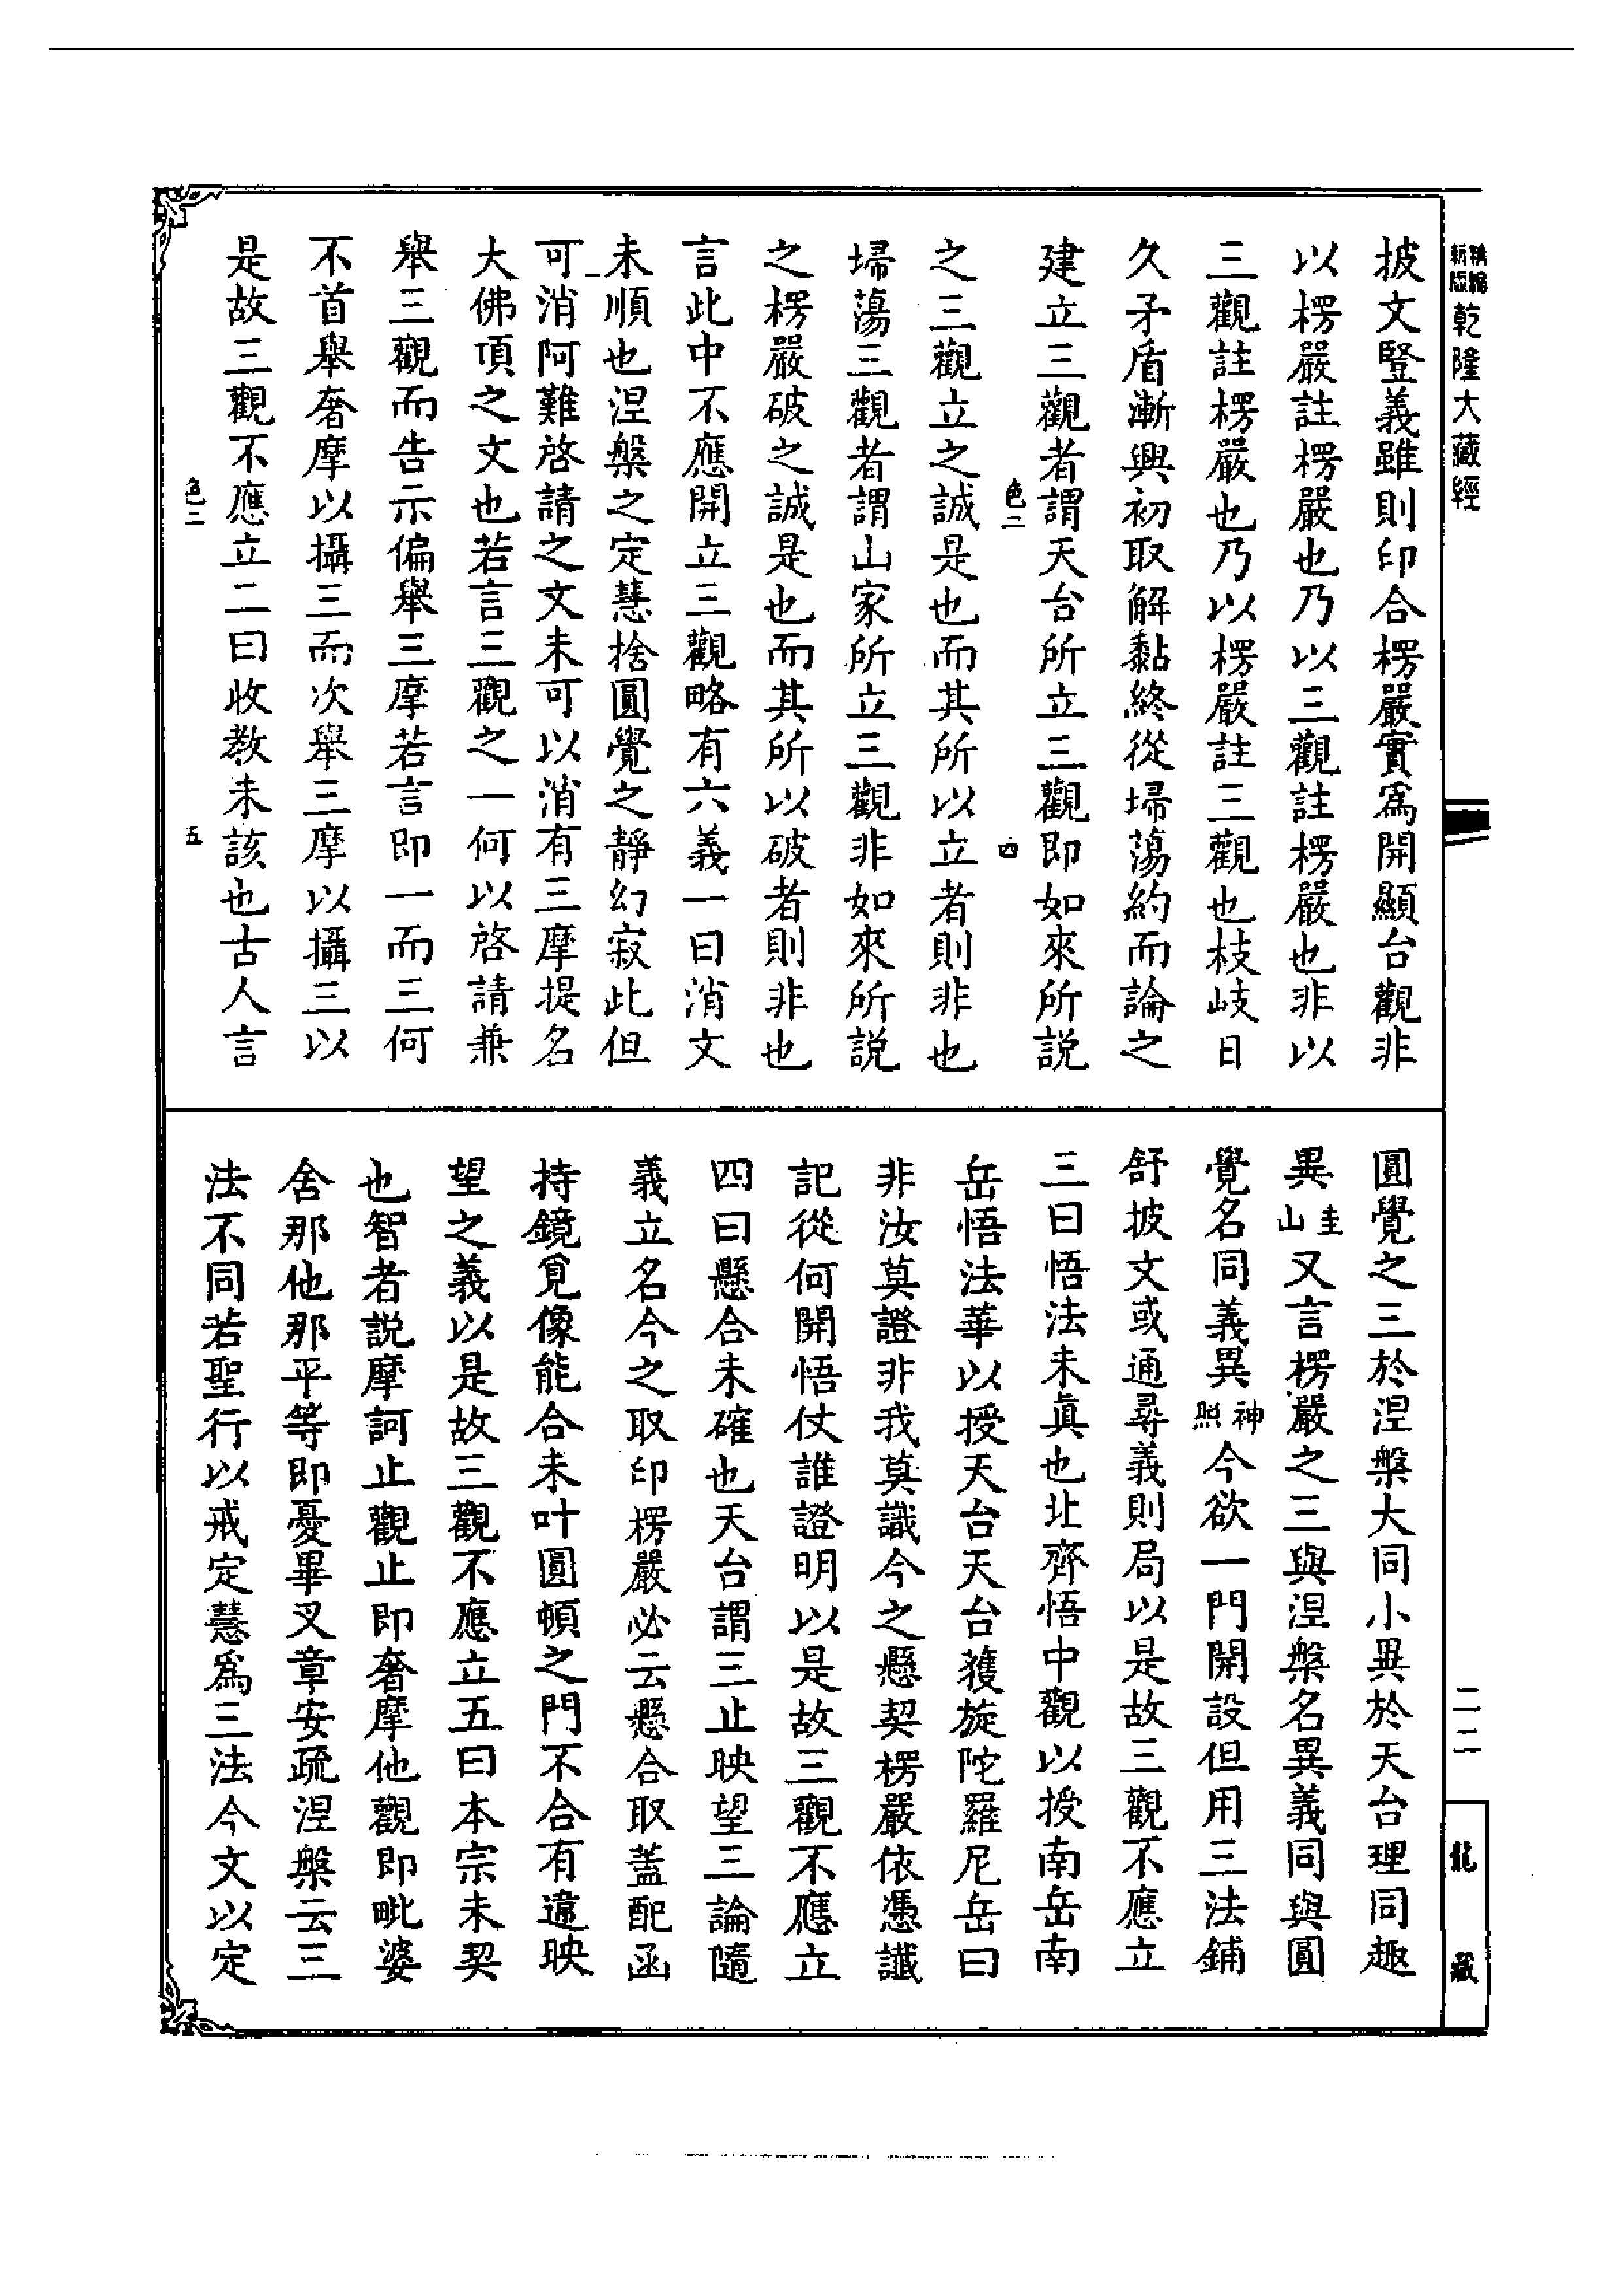 新版精縮乾隆大藏經
披文豎義雖則印合楞嚴實爲開顯台觀非
以楞嚴註楞嚴也乃以三觀註楞嚴也非以
三觀註楞嚴也乃以楞嚴註三觀也枝岐日
久矛盾漸興初取解黏終從埽蕩約而論之
建立三觀者謂天台所立三觀即如來所説
色二 四
之三觀立之誠是也而其所以立者則非也
埽蕩三觀者謂山家所立三觀非如來所説
之楞嚴破之誠是也而其所以破者則非也
言此中不應開立三觀略有六義一曰消文
未順也涅槃之定慧捨圓覺之靜幻寂此但
可消阿難啓請之文未可以消有三摩提名
大佛頂之文也若言三觀之一何以啓請兼
舉三觀而告示偏舉三摩若言即一而三何
不首舉奢摩以攝三而次舉三摩以攝三以
是故三觀不應立二曰收教未該也古人言
色二 五
圓覺之三於涅槃大同小異於天台理同趣
異圭山又言楞嚴之三與涅槃名異義同與圓
覺名同義異神照今欲一門開設但用三法鋪
舒披文或通尋義則局以是故三觀不應立
三曰悟法未眞也北齊悟中觀以授南岳南
岳悟法華以授天台天台獲旋陀羅尼岳曰
非汝莫證非我莫識今之懸契楞嚴依憑讖
記從何開悟仗誰證明以是故三觀不應立
四曰懸合未確也天台謂三止映望三論隨
義立名今之取印楞嚴必云懸合取蓋配函
持鏡覓像能合未叶圓頓之門不合有違映
望之義以是故三觀不應立五曰本宗未契
也智者説摩訶止觀止即奢摩他觀即毗婆
舍那他那平等即憂畢叉章安疏涅槃云三
法不同若聖行以戒定慧爲三法今文以定
二二
龍藏